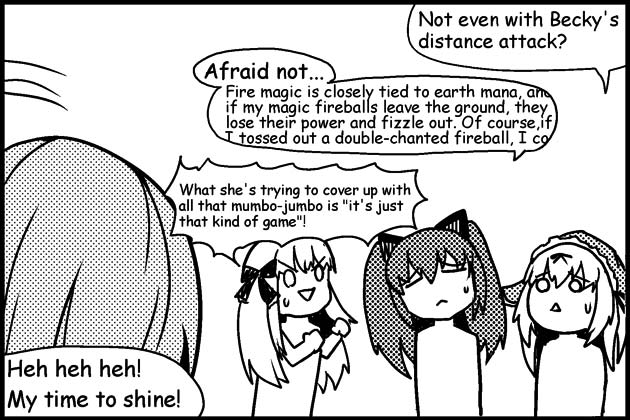 Not even with Becky's
distance attack?
Afraid not...
Fire magic is closely tied to earth mana, and
if my magic fireballs leave the ground, they
lose their power and fizzle out. Of course,if
I tossed out a double-chanted fireball, I co
What she's trying to cover up with
all that mumbo-jumbo is "it's just
that kind of game"!
Heh heh heh!
My time to shine!